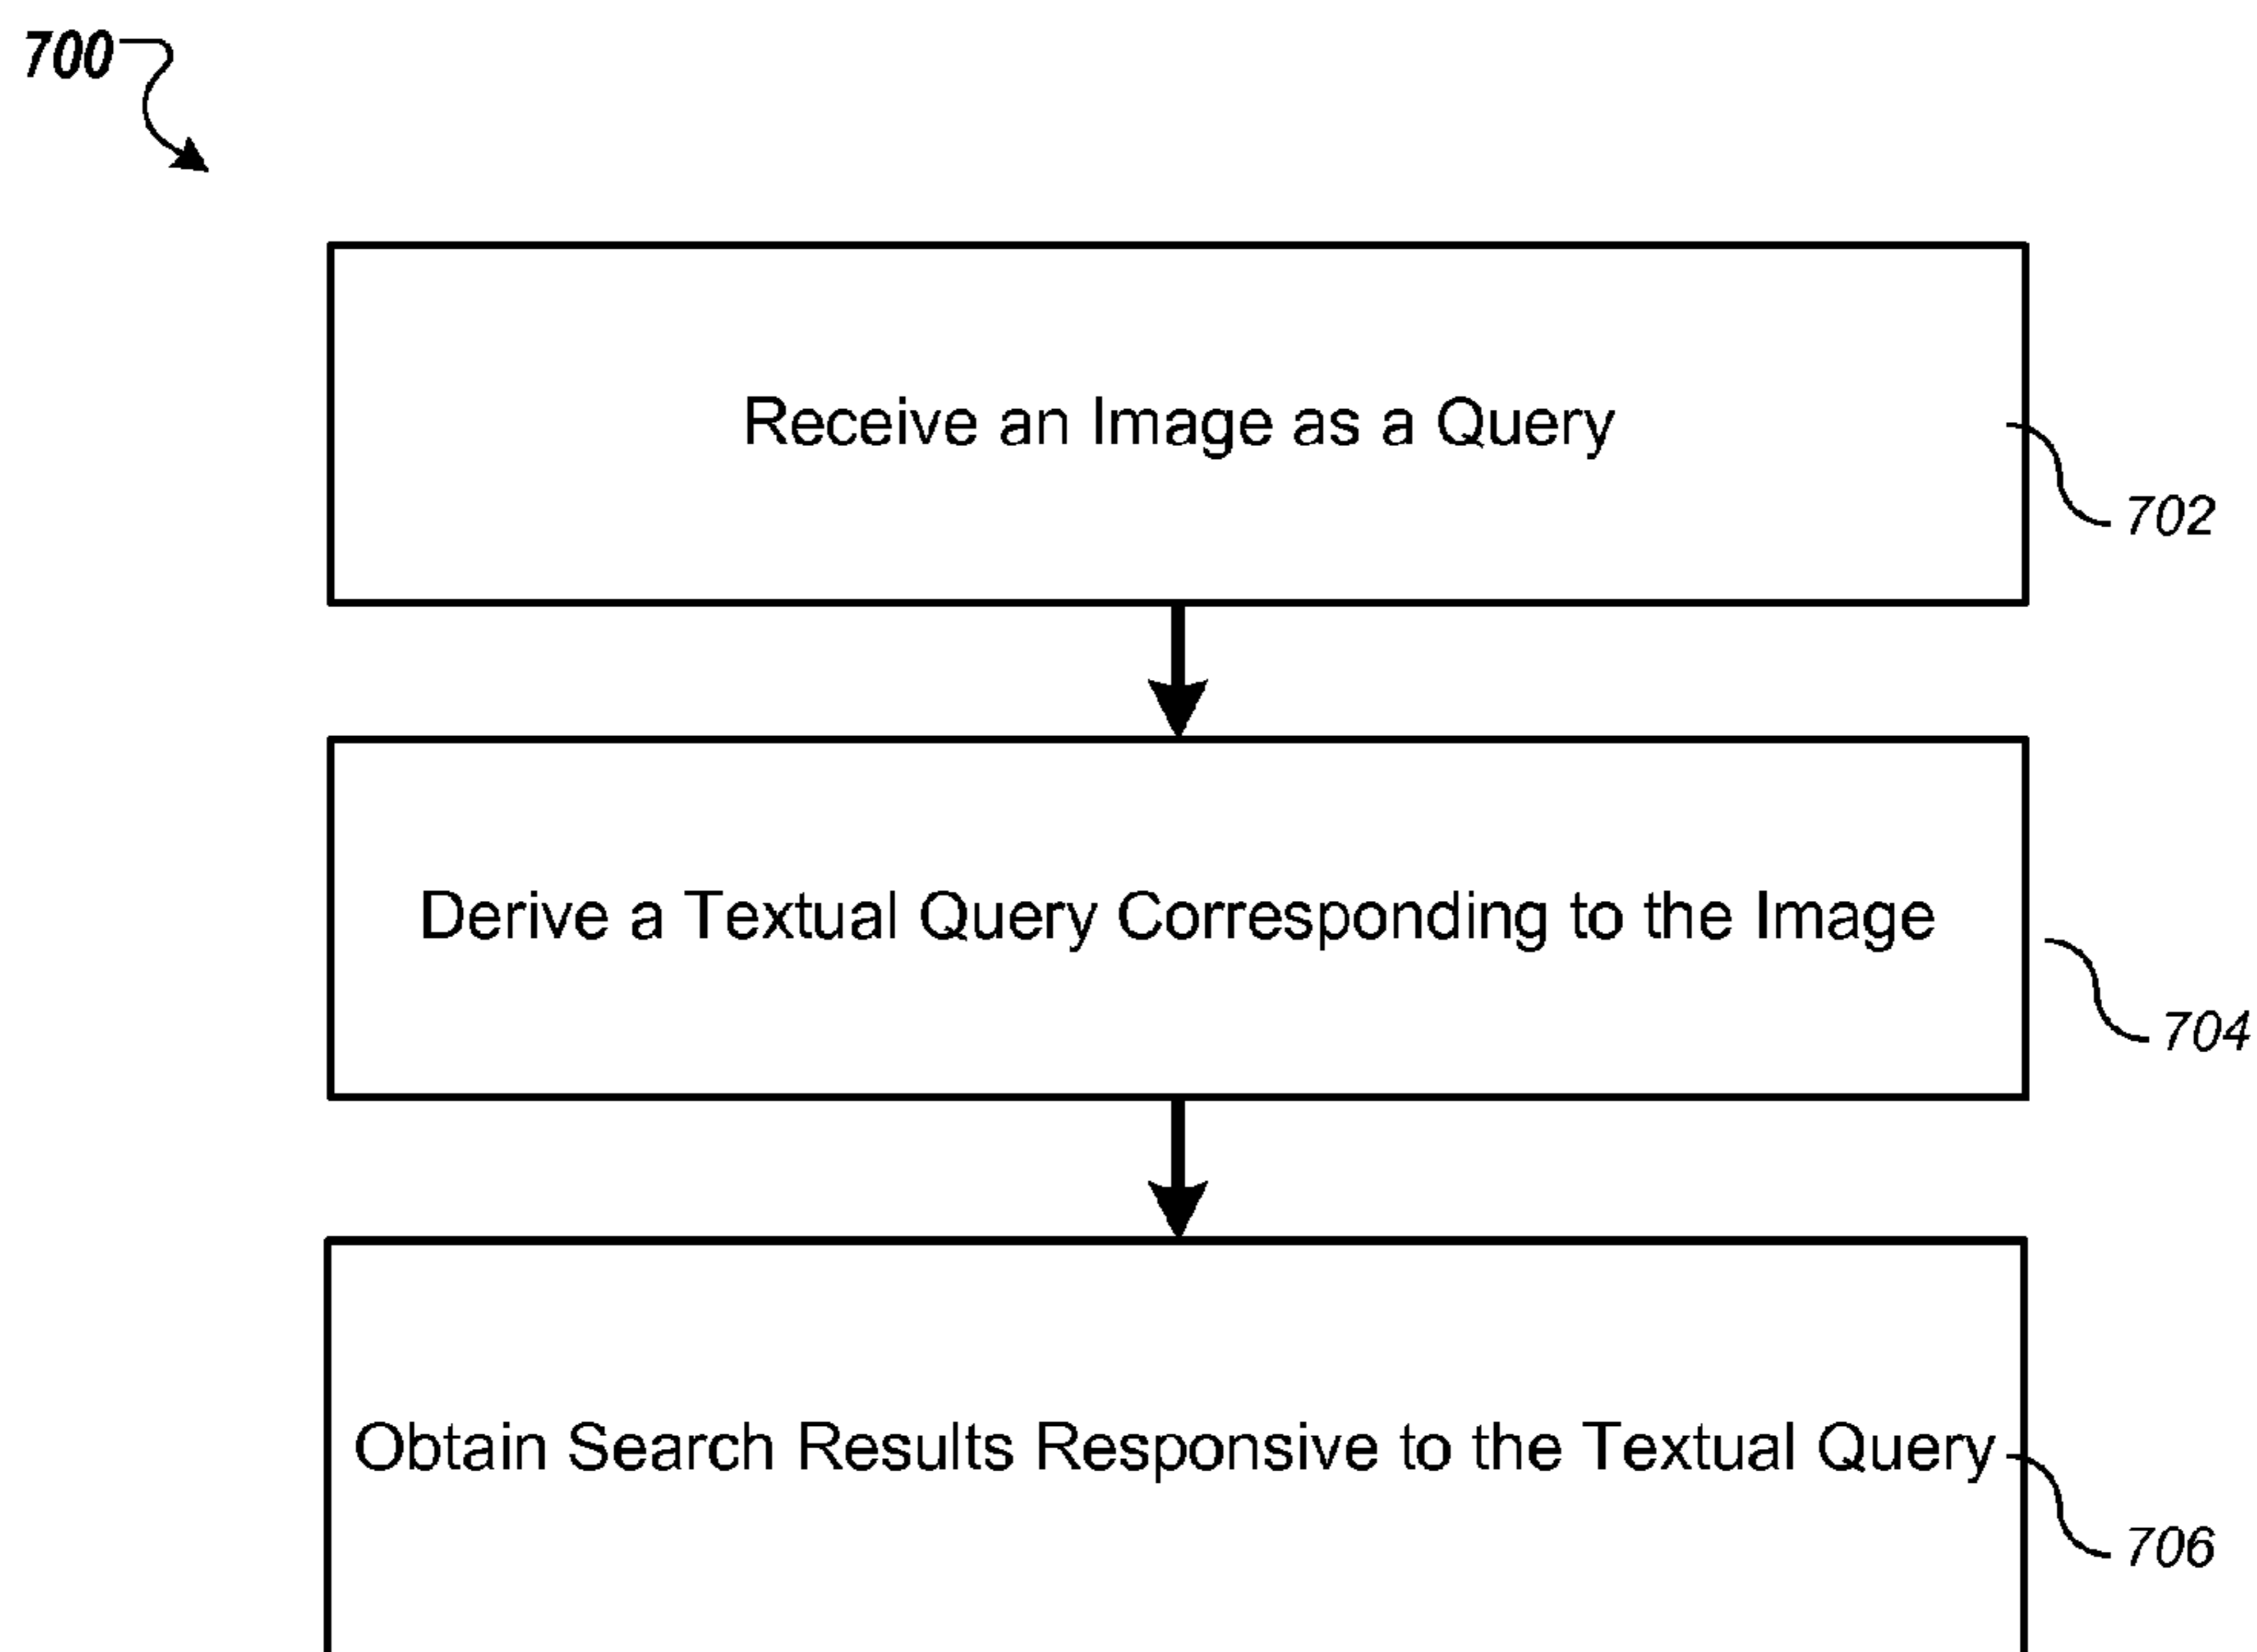 700
Receive an Image as a Query
702
Derive a Textual Query Corresponding to the Image
704
Obtain Search Results Responsive to the Textual Query
706